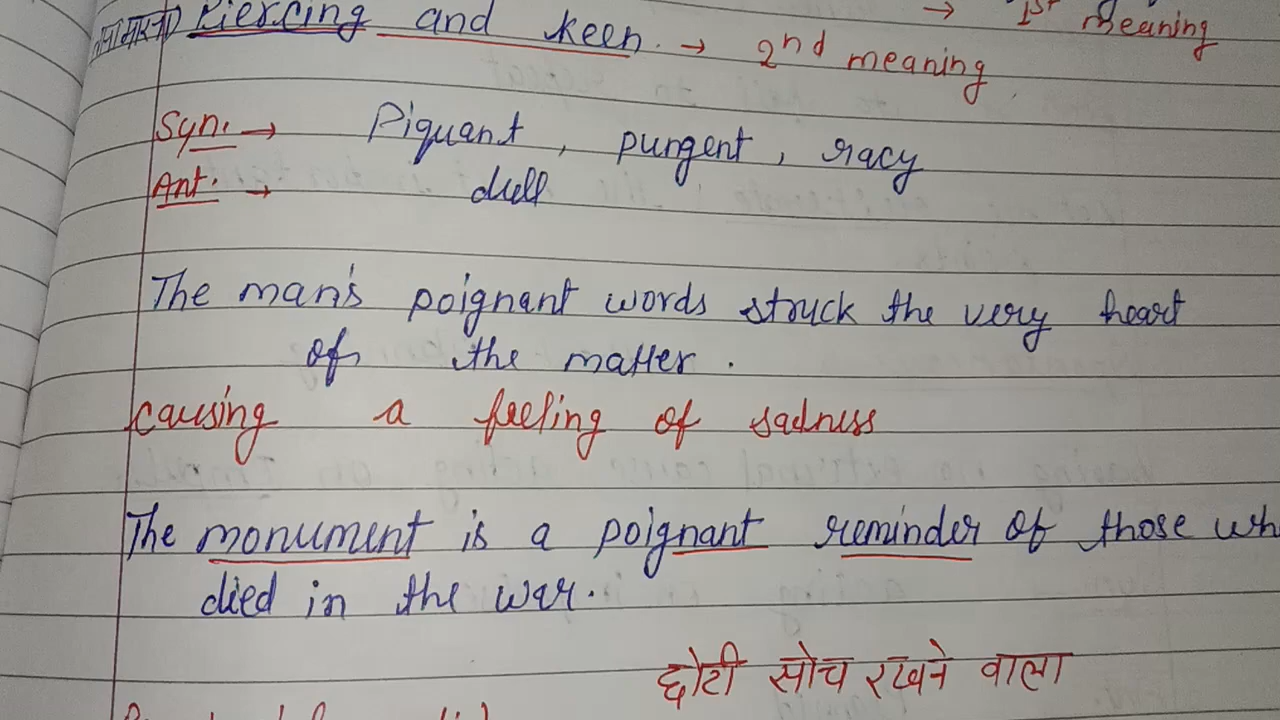 → 1st meaning
Piercing and keen. → 2nd meaning
Syn. → Piquant, purgent, racy
Ant. → dull
The man's poignant words struck the very heart
of the matter.
causing a feeling of sadness
The monument is a poignant reminder of those wh
died in the war.
छोटी सोच रखने वाला